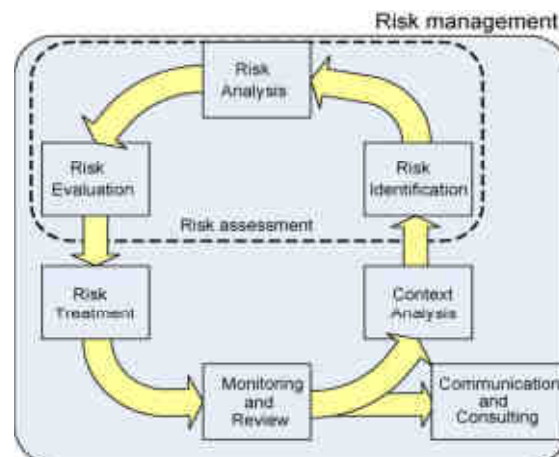 Risk management
Risk
Analysis
Risk
Evaluation
Risk
Identification
Risk assessment
Risk
Treatment
Context
Analysis
Monitoring
and
Review
Communication
and
Consulting